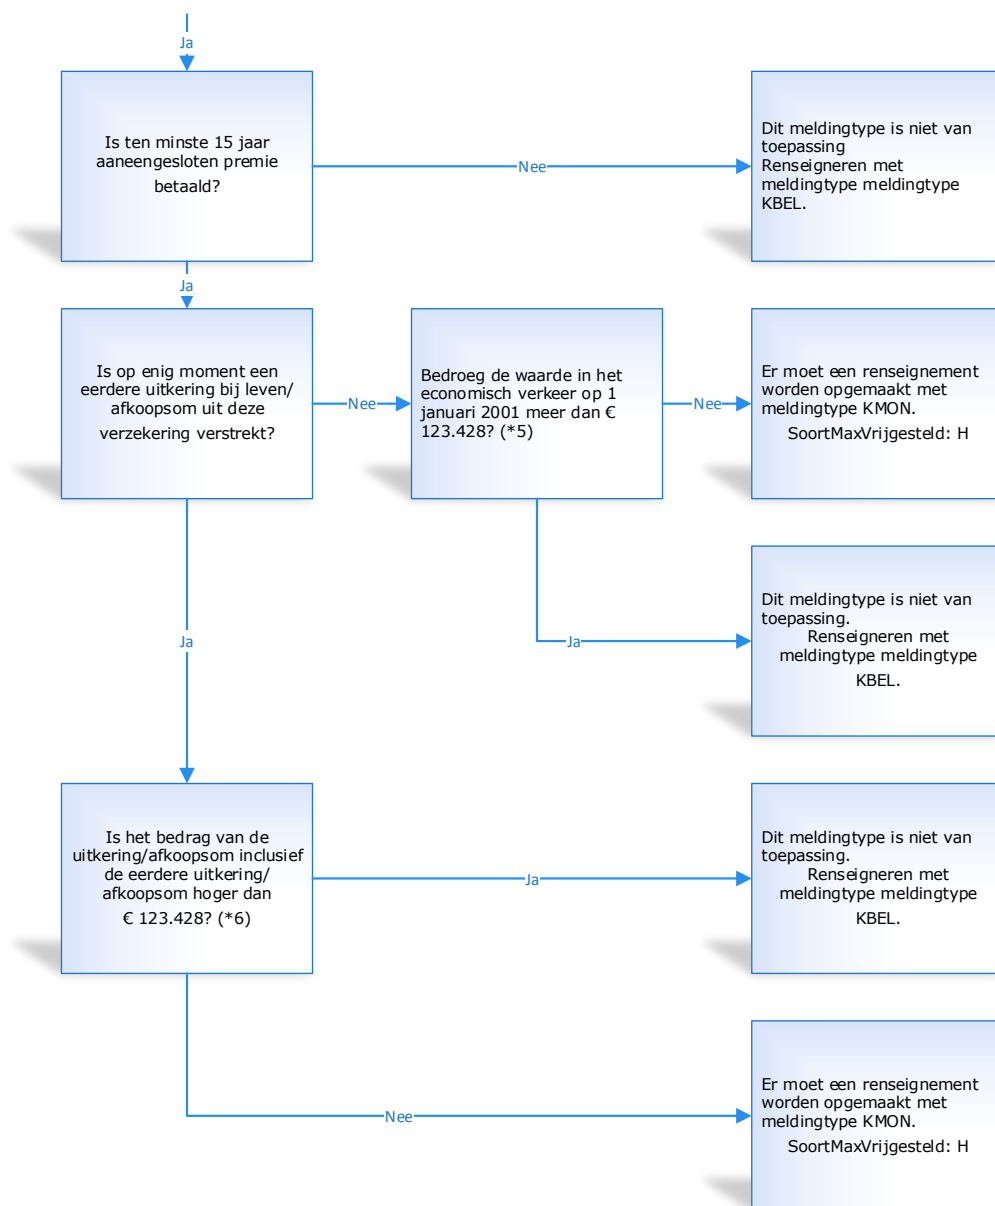 Ja
Is ten minste 15 jaar
aaneengesloten premie
betaald?
Nee
Dit meldingtype is niet van
toepassing
Renseigneren met
meldingtype meldingtype
KBEL.
Ja
Is op enig moment een
eerdere uitkering bij leven/
afkoopsom uit deze
verzekering verstrekt?
Nee
Bedroeg de waarde in het
economisch verkeer op 1
januari 2001 meer dan €
123.428? (*5)
Nee
Er moet een renseignement
worden opgemaakt met
meldingtype KMON.
SoortMaxVrijgesteld: H
Ja
Dit meldingtype is niet van
toepassing.
Renseigneren met
meldingtype meldingtype
KBEL.
Ja
Is het bedrag van de
uitkering/afkoopsom inclusief
de eerdere uitkering/
afkoopsom hoger dan
€ 123.428? (*6)
Ja
Dit meldingtype is niet van
toepassing.
Renseigneren met
meldingtype meldingtype
KBEL.
Nee
Er moet een renseignement
worden opgemaakt met
meldingtype KMON.
SoortMaxVrijgesteld: H